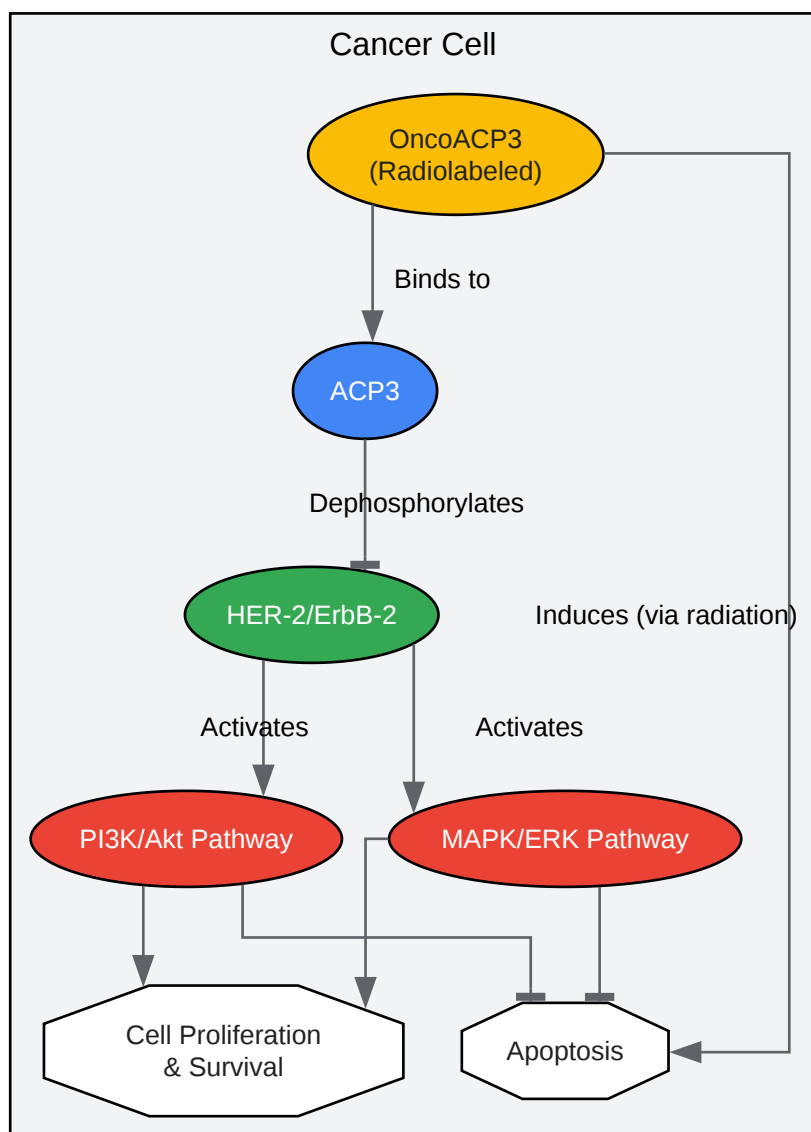 Cancer Cell
OncoACP3
(Radiolabeled)
Binds to
ACP3
Dephosphorylates
HER-2/ErbB-2
Induces (via radiation)
Activates
Activates
PI3K/Akt Pathway
MAPK/ERK Pathway
Cell Proliferation
& Survival
Apoptosis